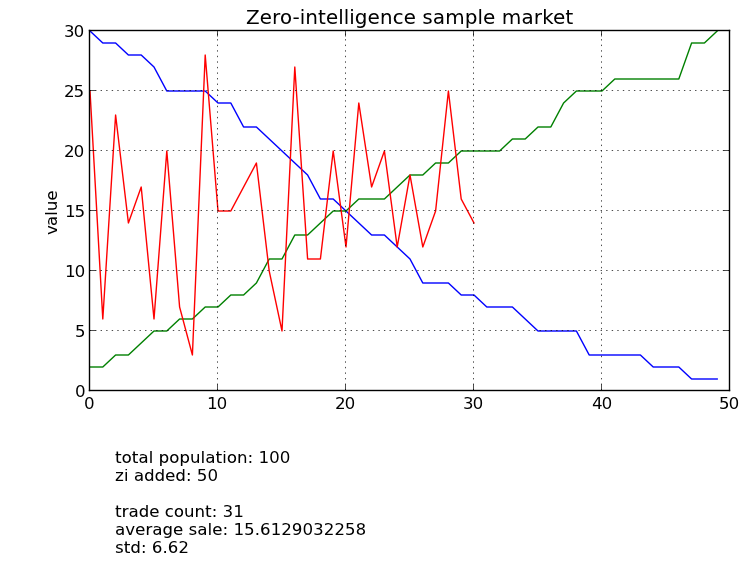 Zero-intelligence sample market
30
25
20
15
10
5
0
value
0 10 20 30 40 50
total population: 100
zi added: 50
trade count: 31
average sale: 15.6129032258
std: 6.62